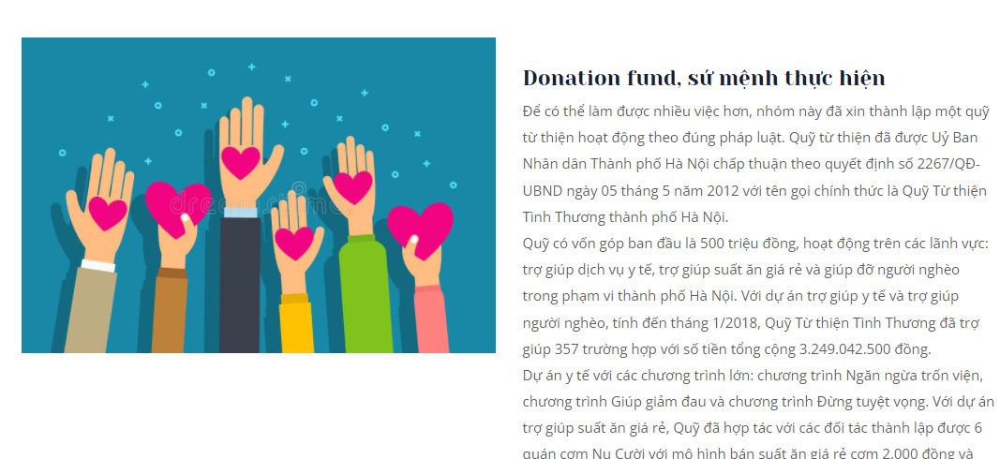 Donation fund, sứ mệnh thực hiện
Để có thể làm được nhiều việc hơn, nhóm này đã xin thành lập một quỹ
từ thiện hoạt động theo đúng pháp luật. Quỹ từ thiện đã được Uỷ Ban
Nhân dân Thành phố Hà Nội chấp thuận theo quyết định số 2267/QĐ-
UBND ngày 05 tháng 5 năm 2012 với tên gọi chính thức là Quỹ Từ thiện
Tình Thương thành phố Hà Nội.
Quỹ có vốn góp ban đầu là 500 triệu đồng, hoạt động trên các lãnh vực:
trợ giúp dịch vụ y tế, trợ giúp suất ăn giá rẻ và giúp đỡ người nghèo
trong phạm vi thành phố Hà Nội. Với dự án trợ giúp y tế và trợ giúp
người nghèo, tính đến tháng 1/2018, Quỹ Từ thiện Tình Thương đã trợ
giúp 357 trường hợp với số tiền tổng cộng 3.249.042.500 đồng.
Dự án y tế với các chương trình lớn: chương trình Ngăn ngừa trốn viện,
chương trình Giúp giảm đau và chương trình Đừng tuyệt vọng. Với dự án
trợ giúp suất ăn giá rẻ, Quỹ đã hợp tác với các đối tác thành lập được 6
quán cơm Nụ Cười với mô hình bán suất ăn giá rẻ cơm 2.000 đồng và
dreamstime